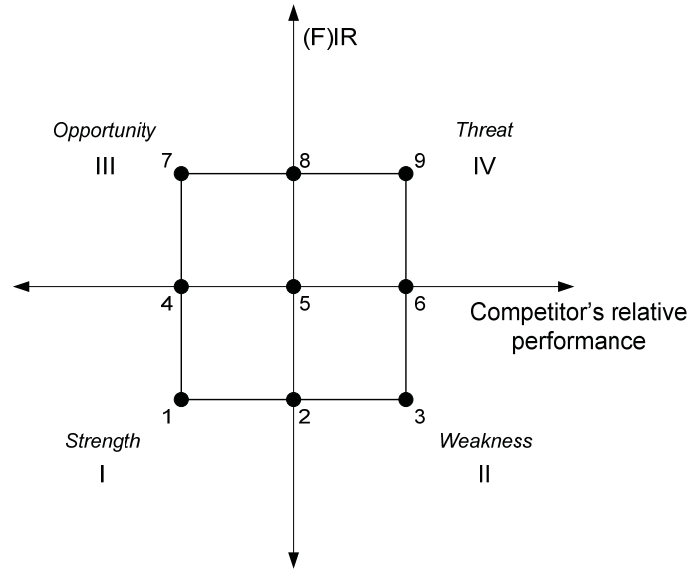 (F)IR
Opportunity
Threat
III
7
8
9
IV
4
5
6
Competitor's relative
performance
1
2
3
Strength
Weakness
I
II